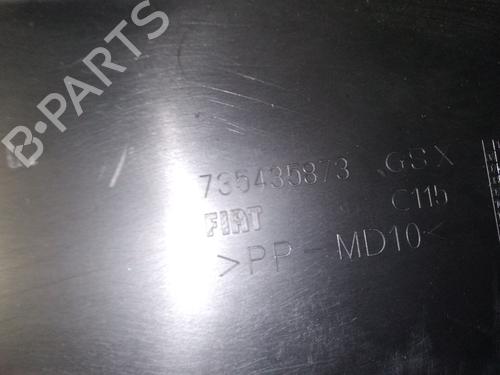 B-PARTS
735435873 GSX
FIAT C115
>PP-MD10<